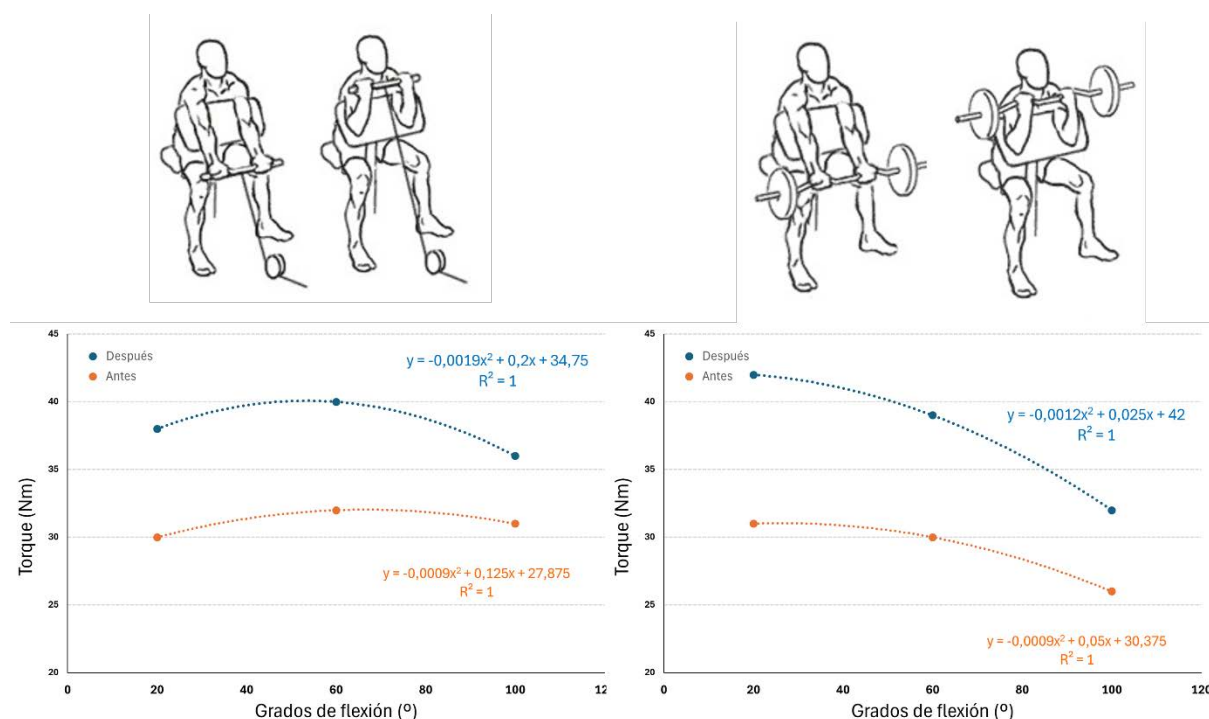 45
40
35
30
25
20
Torque (Nm)
Después
Antes
y = -0,0019x² + 0,2x + 34,75
R² = 1
y = -0,0009x² + 0,125x + 27,875
R² = 1
0 20 40 60 80 100 12
Grados de flexión (º)
45
40
35
30
25
20
Torque (Nm)
Después
Antes
y = -0,0012x² + 0,025x + 42
R² = 1
y = -0,0009x² + 0,05x + 30,375
R² = 1
0 20 40 60 80 100 120
Grados de flexión (º)